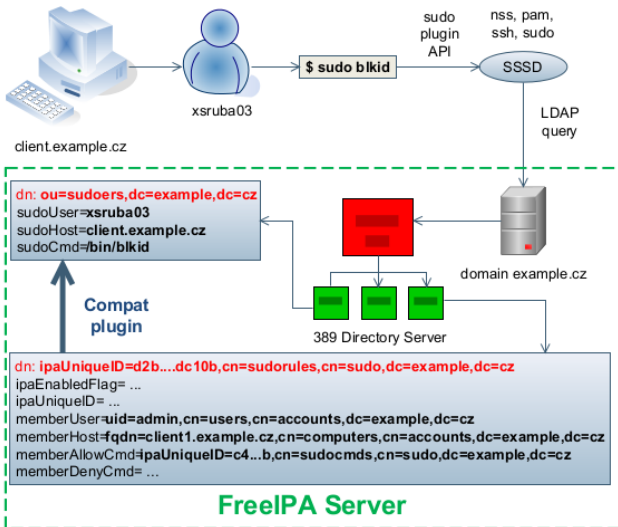 sudo
plugin
API
nss, pam,
ssh, sudo
$ sudo blkid
SSSD
xsruba03
client.example.cz
LDAP
query
dn: ou=sudoers,dc=example,dc=cz
sudoUser=xsruba03
sudoHost=client.example.cz
sudoCmd=/bin/blkid
domain example.cz
Compat
plugin
389 Directory Server
dn: ipaUniqueID=d2b....dc10b,cn=sudorules,cn=sudo,dc=example,dc=cz
ipaEnabledFlag= ...
ipaUniqueID= ...
memberUser=uid=admin,cn=users,cn=accounts,dc=example,dc=cz
memberHost=fqdn=client1.example.cz,cn=computers,cn=accounts,dc=example,dc=cz
memberAllowCmd=ipaUniqueID=c4...b,cn=sudocmds,cn=sudo,dc=example,dc=cz
memberDenyCmd= ...
FreeIPA Server